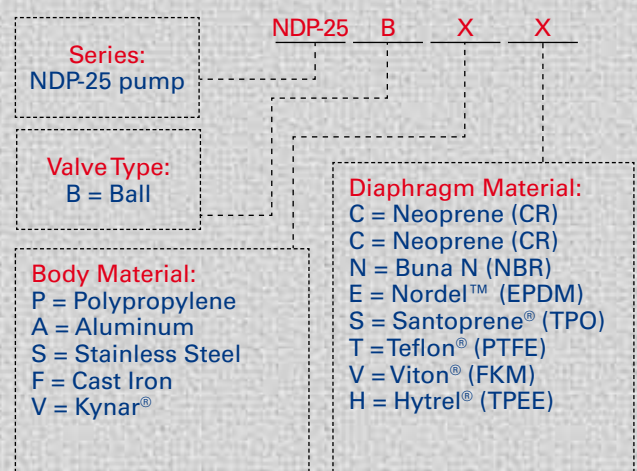 NDP-25 B X X
Series:
NDP-25 pump
Valve Type:
B = Ball
Body Material:
P = Polypropylene
A = Aluminum
S = Stainless Steel
F = Cast Iron
V = Kynar®
Diaphragm Material:
C = Neoprene (CR)
C = Neoprene (CR)
N = Buna N (NBR)
E = Nordel™ (EPDM)
S = Santoprene® (TPO)
T = Teflon® (PTFE)
V = Viton® (FKM)
H = Hytrel® (TPEE)